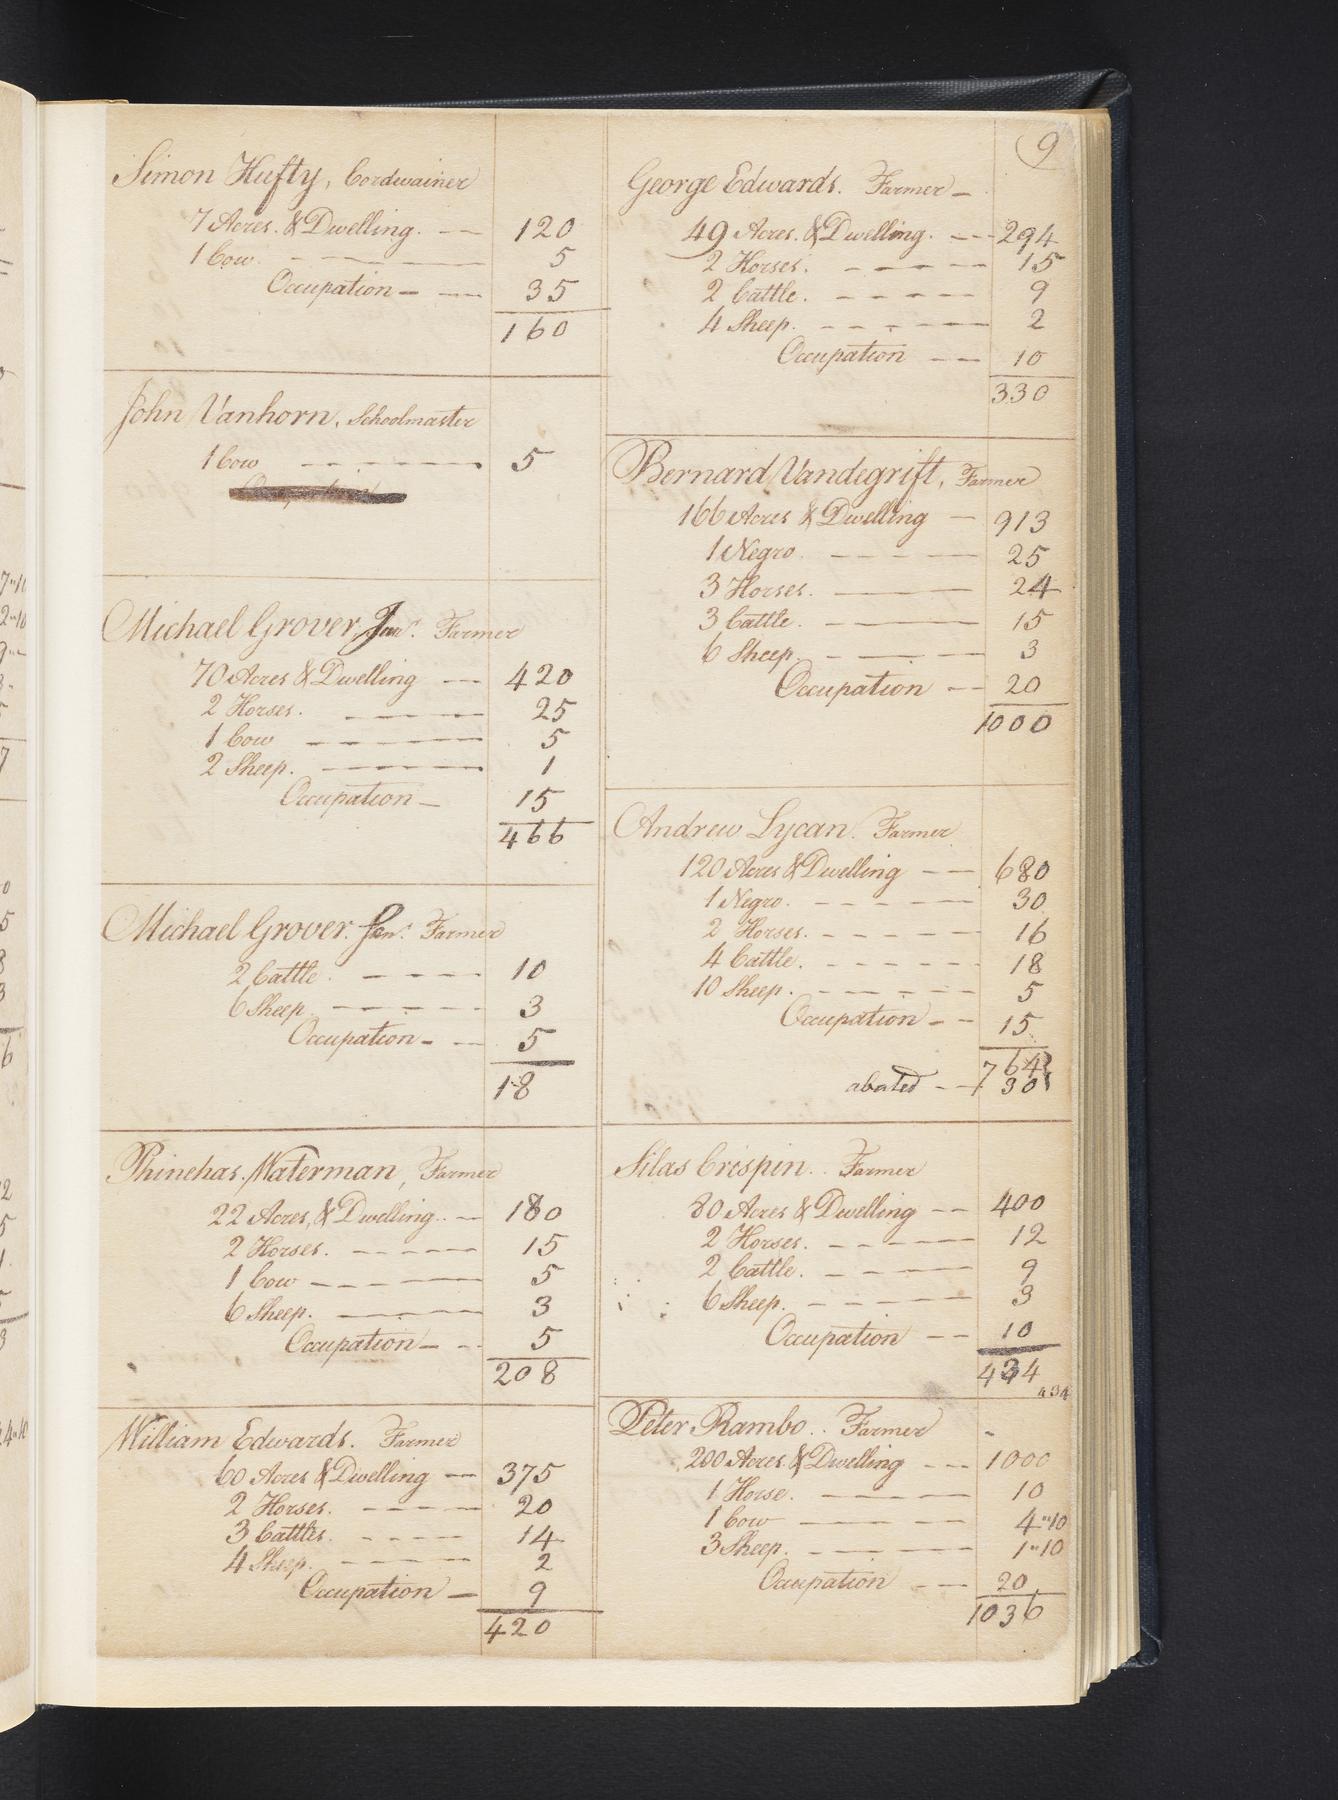 9
Simon Hufty, Cordwainer
7 Acres. & Dwelling. — 120
1 Cow. — 5
Occupation — 35
160
John Vanhorn, Schoolmaster
1 Cow — 5
Occupation
Michael Grover, Junr. Farmer
70 Acres & Dwelling — 420
2 Horses. — 25
1 Cow — 5
2 Sheep. — 1
Occupation — 15
466
Michael Grover. Senr. Farmer
2 Cattle — 10
6 Sheep — 3
Occupation — 5
18
Phinehas. Waterman, Farmer
22 Acres, & Dwelling — 180
2 Horses. — 15
1 Cow — 5
6 Sheep. — 3
Occupation — 5
208
William Edwards. Farmer
60 Acres & Dwelling — 375
2 Horses. — 20
3 Cattles. — 14
4 Sheep. — 2
Occupation — 9
420
George Edwards. Farmer —
49 Acres. & Dwelling. — 294
2 Horses. — 15
2 Cattle. — 9
4 Sheep. — 2
Occupation — 10
330
Bernard Vandegrift, Farmer
166 Acres & Dwelling — 913
1 Negro. — 25
3 Horses. — 24
3 Cattle. — 15
6 Sheep. — 3
Occupation — 20
1000
Andrew Lycan. Farmer
120 Acres & Dwelling — 680
1 Negro. — 30
2 Horses. — 16
4 Cattle. — 18
10 Sheep. — 5
Occupation — 15
764
abated — 30
Silas Crispin. Farmer
80 Acres & Dwelling — 400
2 Horses. — 12
2 Cattle. — 9
6 Sheep. — 3
Occupation — 10
434
434
Peter Rambo. Farmer
200 Acres & Dwelling — 1000
1 Horse. — 10
1 Cow — 4"10
3 Sheep. — 1"10
Occupation — 20
1036